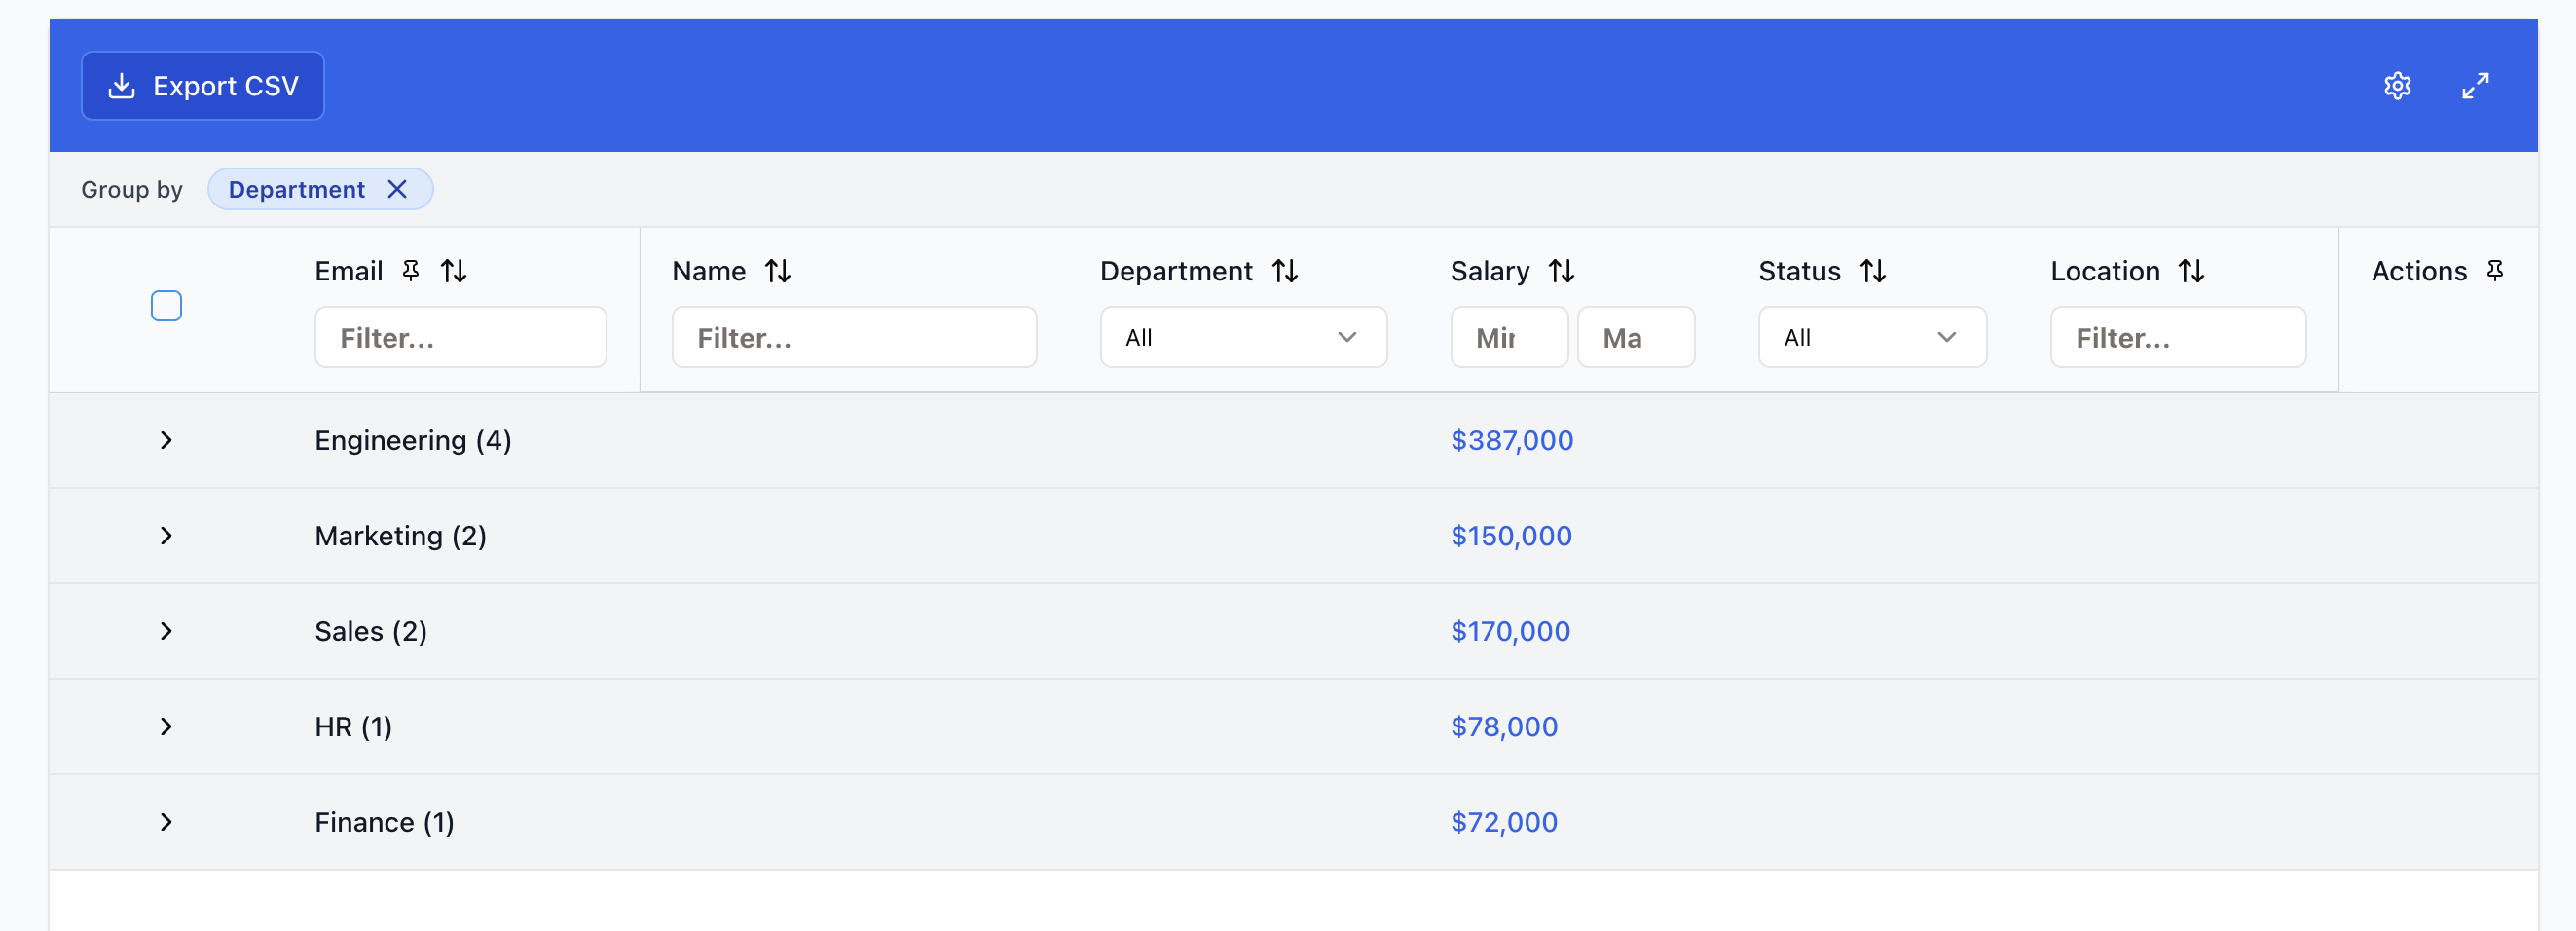 Export CSV
Group by Department
Email Name Department Salary Status Location Actions
Filter... Filter... All Min Ma All Filter...
Engineering (4) $387,000
Marketing (2) $150,000
Sales (2) $170,000
HR (1) $78,000
Finance (1) $72,000